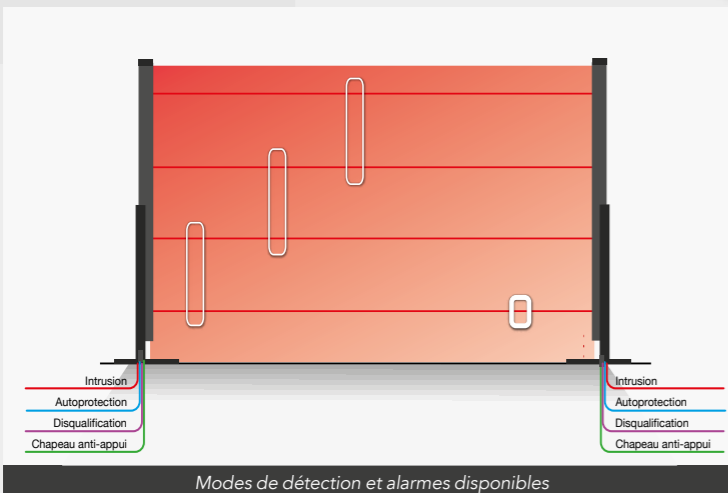 Intrusion
Autoprotection
Disqualification
Chapeau anti-appui
Intrusion
Autoprotection
Disqualification
Chapeau anti-appui
Modes de détection et alarmes disponibles